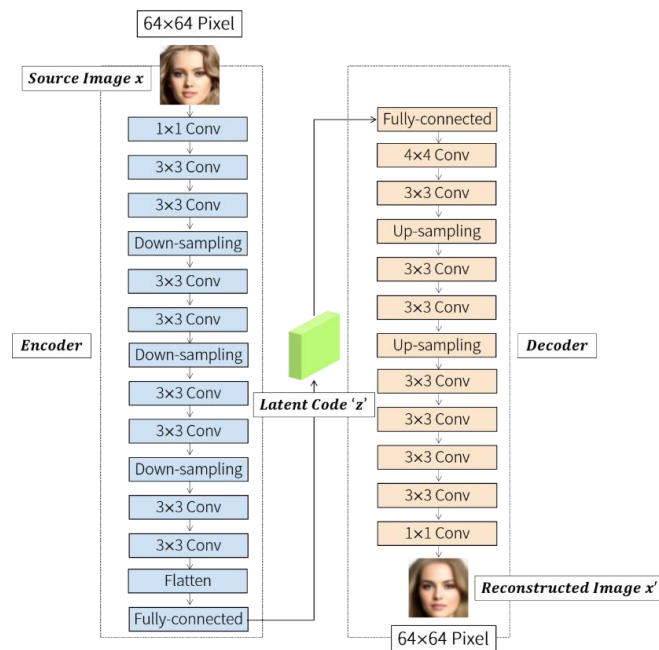 64×64 Pixel
Source Image x
1×1 Conv
3×3 Conv
3×3 Conv
Down-sampling
3×3 Conv
3×3 Conv
Down-sampling
3×3 Conv
3×3 Conv
Down-sampling
3×3 Conv
3×3 Conv
Flatten
Fully-connected
Encoder
Latent Code ‘z’
Fully-connected
4×4 Conv
3×3 Conv
Up-sampling
3×3 Conv
3×3 Conv
Up-sampling
3×3 Conv
3×3 Conv
3×3 Conv
3×3 Conv
1×1 Conv
Decoder
Reconstructed Image x′
64×64 Pixel